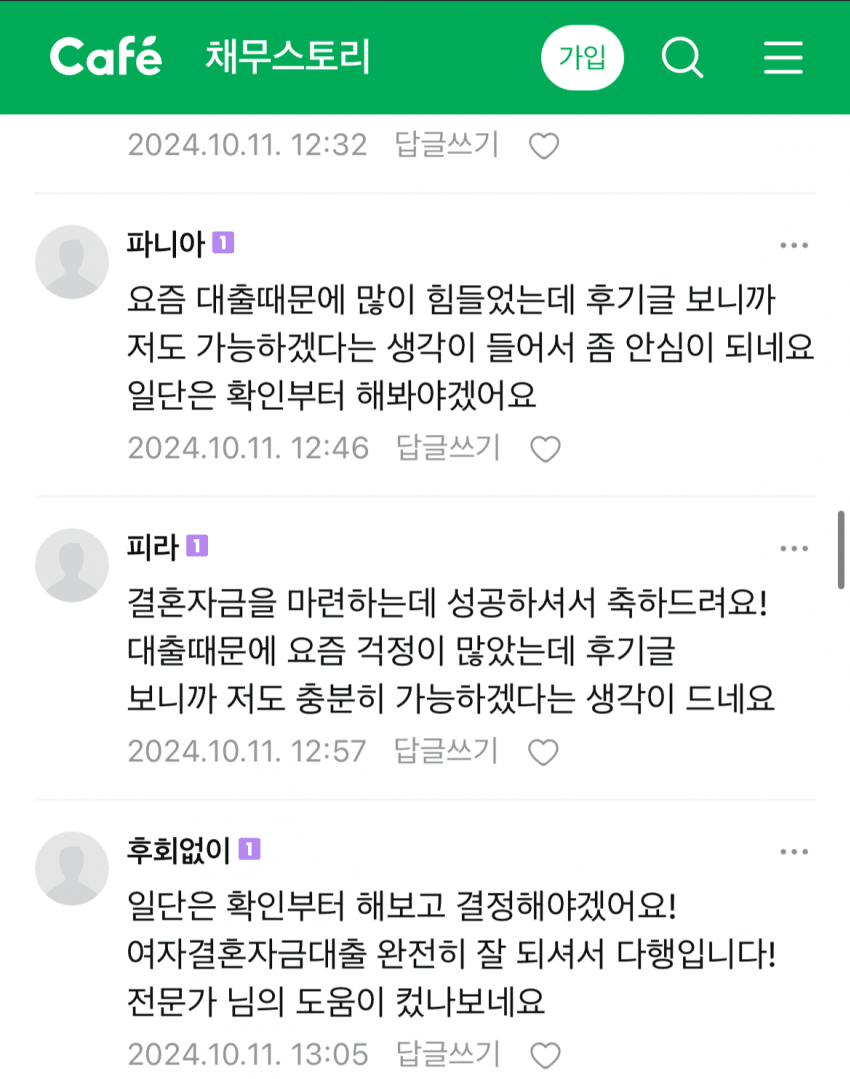 Café 채무스토리 가입
2024.10.11. 12:32 답글쓰기
파니아 1
요즘 대출때문에 많이 힘들었는데 후기글 보니까
저도 가능하겠다는 생각이 들어서 좀 안심이 되네요
일단은 확인부터 해봐야겠어요
2024.10.11. 12:46 답글쓰기
피라 1
결혼자금을 마련하는데 성공하셔서 축하드려요!
대출때문에 요즘 걱정이 많았는데 후기글
보니까 저도 충분히 가능하겠다는 생각이 드네요
2024.10.11. 12:57 답글쓰기
후회없이 1
일단은 확인부터 해보고 결정해야겠어요!
여자결혼자금대출 완전히 잘 되셔서 다행입니다!
전문가 님의 도움이 컸나보네요
2024.10.11. 13:05 답글쓰기